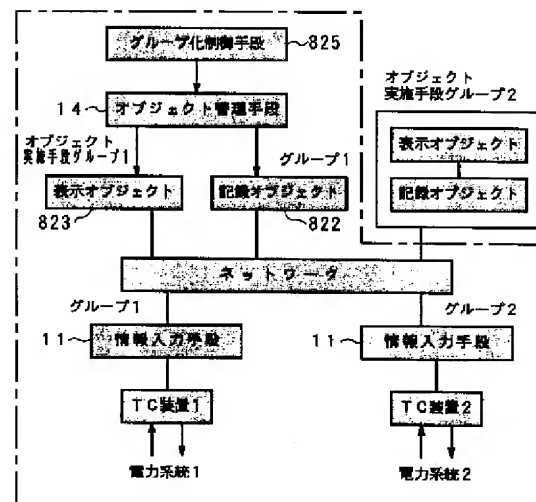 グループ化制御手段
825
14
オブジェクト管理手段
オブジェクト
実施手段グループ2
オブジェクト
実施手段グループ1
グループ1
表示オブジェクト
記録オブジェクト
表示オブジェクト
記録オブジェクト
823
822
ネットワーク
グループ1
グループ2
11
情報入力手段
11
情報入力手段
TC装置1
TC装置2
電力系統1
電力系統2